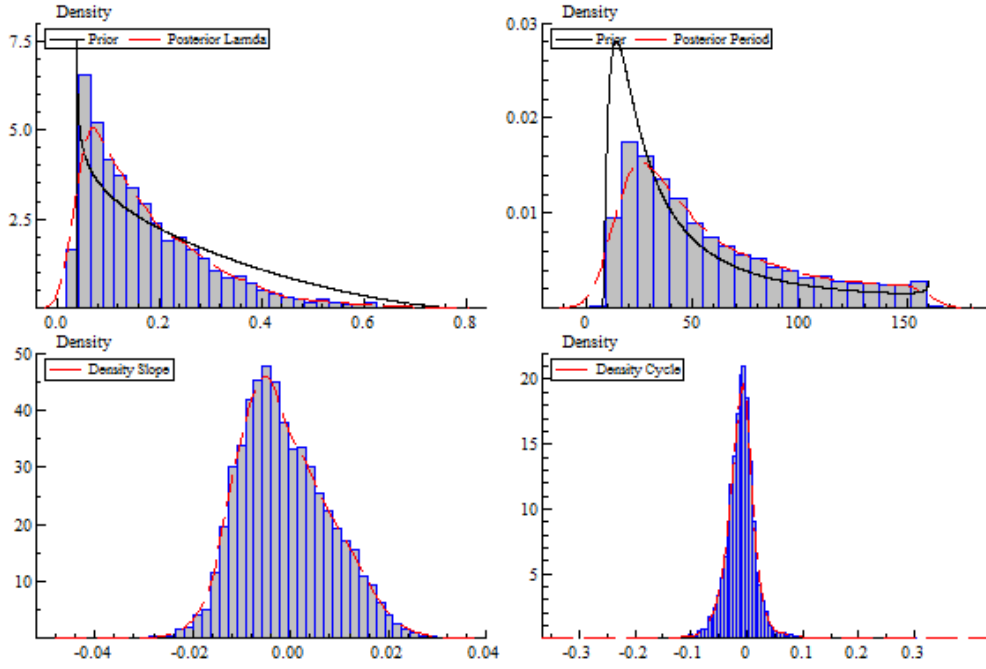 Density
Prior Posterior Lamda
7.5
5.0
2.5
0.0 0.2 0.4 0.6 0.8
Density
0.03
Prior Posterior Period
0.02
0.01
0 50 100 150
Density
50
Density Slope
40
30
20
10
-0.04 -0.02 0.00 0.02 0.04
Density
Density Cycle
20
15
10
5
-0.3 -0.2 -0.1 0 0.1 0.2 0.3